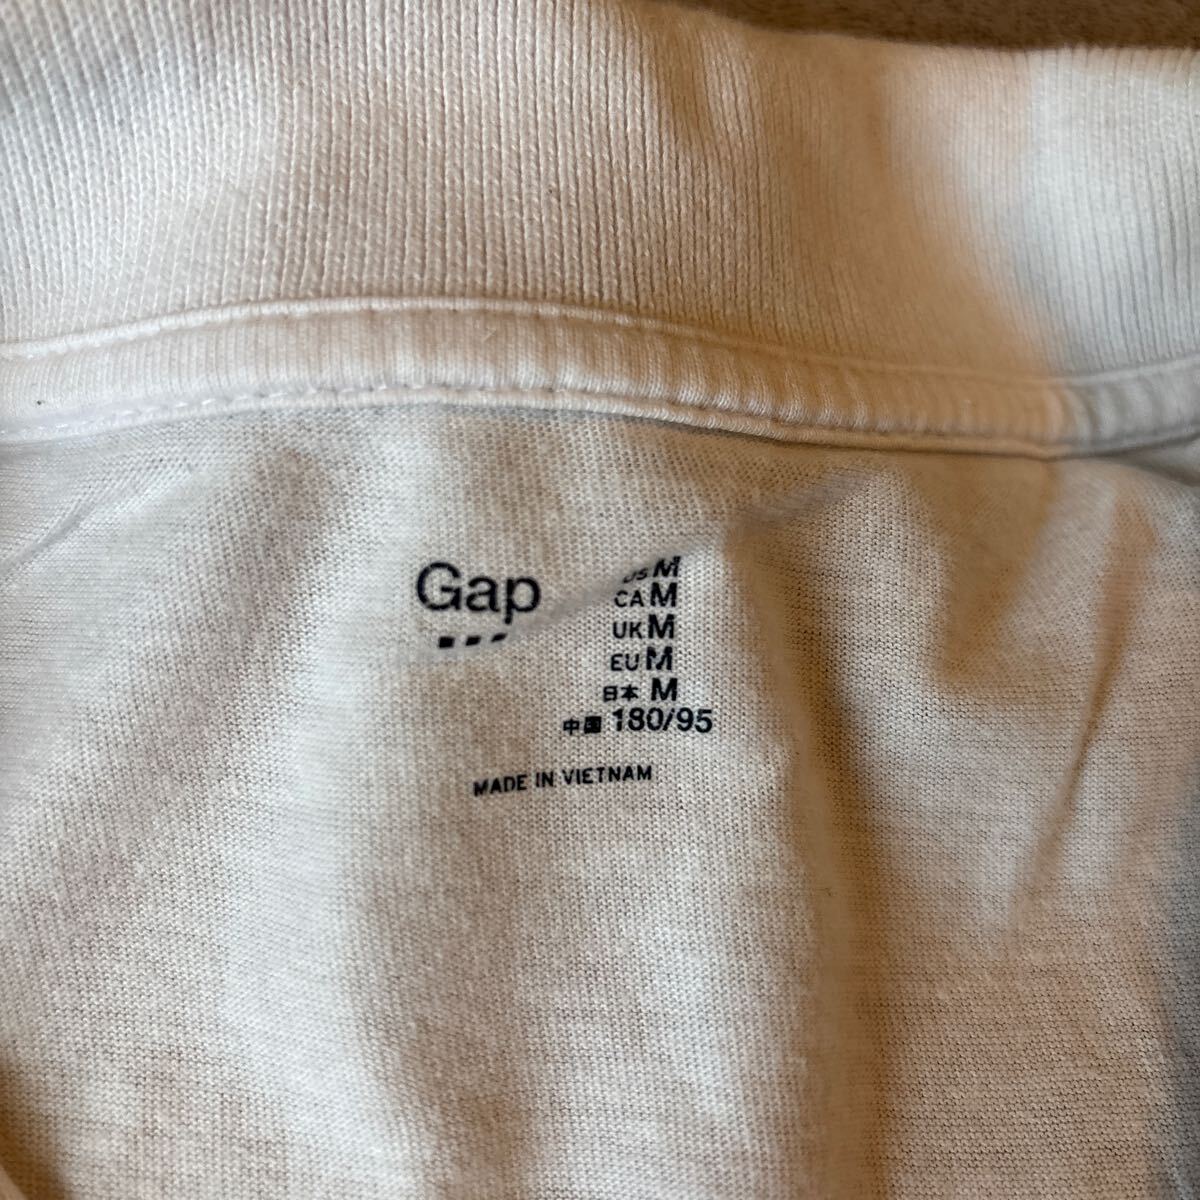 Gap
US M
CA M
UK M
EU M
日本 M
中国 180/95
MADE IN VIETNAM